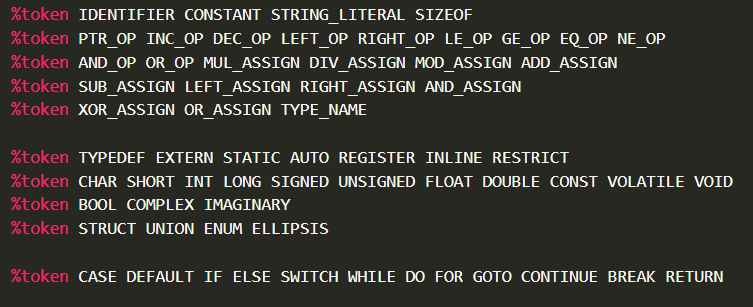 %token IDENTIFIER CONSTANT STRING_LITERAL SIZEOF
%token PTR_OP INC_OP DEC_OP LEFT_OP RIGHT_OP LE_OP GE_OP EQ_OP NE_OP
%token AND_OP OR_OP MUL_ASSIGN DIV_ASSIGN MOD_ASSIGN ADD_ASSIGN
%token SUB_ASSIGN LEFT_ASSIGN RIGHT_ASSIGN AND_ASSIGN
%token XOR_ASSIGN OR_ASSIGN TYPE_NAME
%token TYPEDEF EXTERN STATIC AUTO REGISTER INLINE RESTRICT
%token CHAR SHORT INT LONG SIGNED UNSIGNED FLOAT DOUBLE CONST VOLATILE VOID
%token BOOL COMPLEX IMAGINARY
%token STRUCT UNION ENUM ELLIPSIS
%token CASE DEFAULT IF ELSE SWITCH WHILE DO FOR GOTO CONTINUE BREAK RETURN